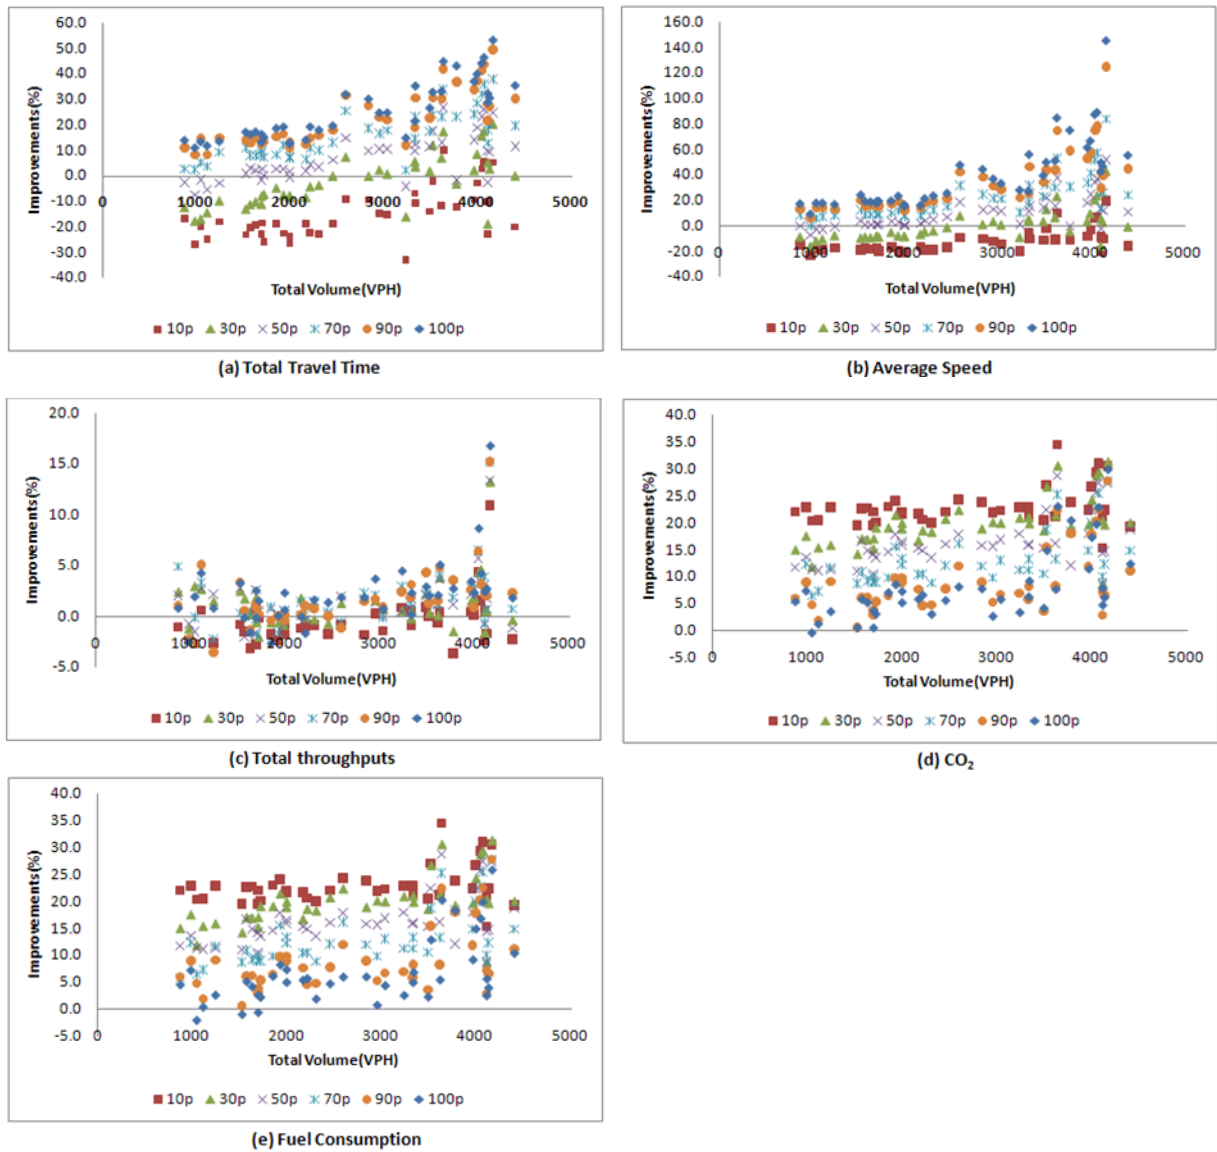 60.0
50.0
40.0
30.0
20.0
10.0
0.0
-10.0
-20.0
-30.0
-40.0
Improvements(%)
0 1000 2000 3000 4000 5000
Total Volume(VPH)
10p 30p 50p 70p 90p 100p
(a) Total Travel Time
160.0
140.0
120.0
100.0
80.0
60.0
40.0
20.0
0.0
-20.0
-40.0
Improvements(%)
0 1000 2000 3000 4000 5000
Total Volume(VPH)
10p 30p 50p 70p 90p 100p
(b) Average Speed
20.0
15.0
10.0
5.0
0.0
-5.0
Improvements(%)
0 1000 2000 3000 4000 5000
Total Volume(VPH)
10p 30p 50p 70p 90p 100p
(c) Total throughputs
40.0
35.0
30.0
25.0
20.0
15.0
10.0
5.0
0.0
-5.0
Improvements(%)
0 1000 2000 3000 4000 5000
Total Volume(VPH)
10p 30p 50p 70p 90p 100p
(d) CO₂
40.0
35.0
30.0
25.0
20.0
15.0
10.0
5.0
0.0
-5.0
Improvements(%)
0 1000 2000 3000 4000 5000
Total Volume(VPH)
10p 30p 50p 70p 90p 100p
(e) Fuel Consumption